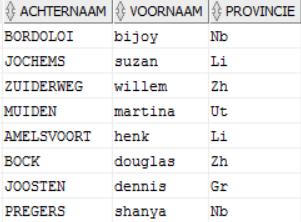 ACHTERNAAM VOORNAAM PROVINCIE
BORDOLOI bijoy Nb
JOCHEMS suzan Li
ZUIDERWEG willem Zh
MUIDEN martina Ut
AMELSVOORT henk Li
BOCK douglas Zh
JOOSTEN dennis Gr
PREGERS shanya Nb